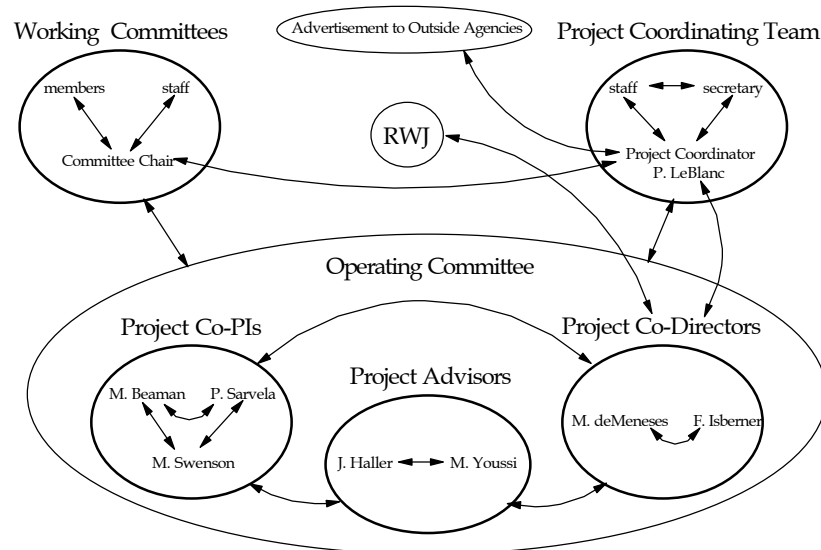 Working Committees
Advertisement to Outside Agencies
Project Coordinating Team
members
staff
Committee Chair
RWJ
staff
secretary
Project Coordinator
P. LeBlanc
Operating Committee
Project Co-PIs
M. Beaman
P. Sarvela
M. Swenson
Project Advisors
J. Haller
M. Youssi
Project Co-Directors
M. deMeneses
F. Isberner